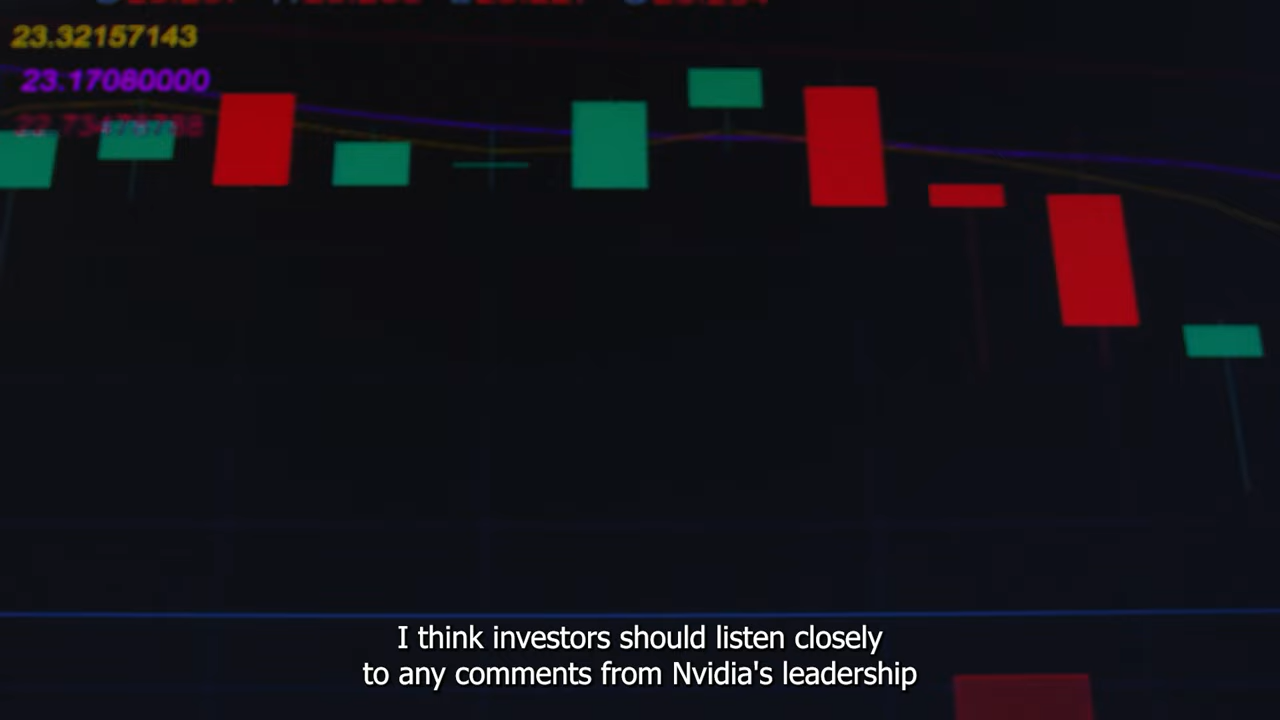 23.32157143
23.17080000
I think investors should listen closely
to any comments from Nvidia's leadership